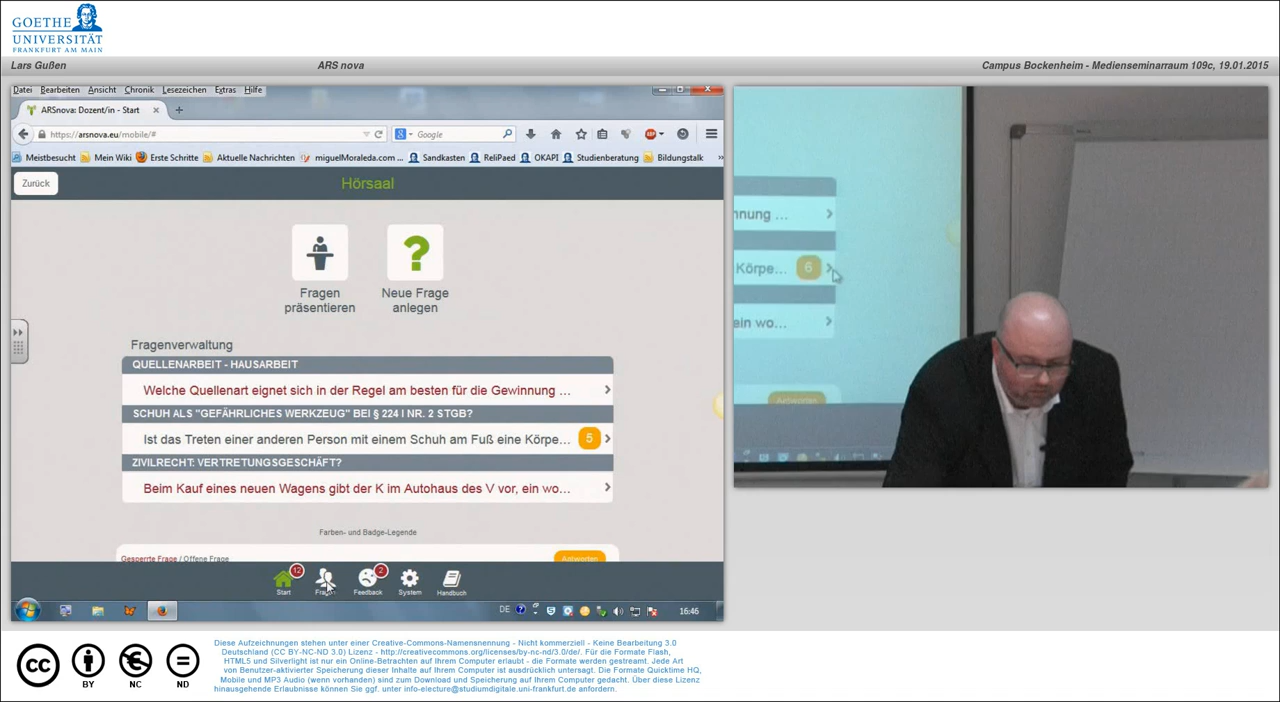 GOETHE
UNIVERSITÄT
FRANKFURT AM MAIN
Lars Gußen
ARS nova
Campus Bockenheim - Medienseminarraum 109c, 19.01.2015
Datei Bearbeiten Ansicht Chronik Lesezeichen Extras Hilfe
ARSnova: Dozent/in - Start
https://arsnova.eu/mobile/#
Google
Meistbesucht Mein Wiki Erste Schritte Aktuelle Nachrichten miguelMoraleda.com ... Sandkasten ReliPaed OKAPI Studienberatung Bildungstalk
Zurück
Hörsaal
Fragen präsentieren
Neue Frage anlegen
Fragenverwaltung
QUELLENARBEIT - HAUSARBEIT
Welche Quellenart eignet sich in der Regel am besten für die Gewinnung ...
SCHUH ALS "GEFÄHRLICHES WERKZEUG" BEI § 224 I NR. 2 STGB?
Ist das Treten einer anderen Person mit einem Schuh am Fuß eine Körpe... 5
ZIVILRECHT: VERTRETUNGSGESCHÄFT?
Beim Kauf eines neuen Wagens gibt der K im Autohaus des V vor, ein wo...
Farben- und Badge-Legende
Gesperrte Frage / Offene Frage
Antworten
12
2
Start
Feedback
System
Handbuch
DE
16:46
nnung ...
Körpe... 6
ein wo...
Antworten
cc
BY
NC
ND
Diese Aufzeichnungen stehen unter einer Creative-Commons-Namensnennung - Nicht kommerziell - Keine Bearbeitung 3.0
Deutschland (CC BY-NC-ND 3.0) Lizenz - http://creativecommons.org/licenses/by-nc-nd/3.0/de/. Für die Formate Flash,
HTML5 und Silverlight ist nur ein Online-Betrachten auf Ihrem Computer erlaubt - die Formate werden gestreamt. Jede Art
von Benutzer-aktivierter Speicherung dieser Inhalte auf Ihrem Computer ist ausdrücklich untersagt. Die Formate Quicktime HQ,
Mobile und MP3 Audio (wenn vorhanden) sind zum Download und Speicherung auf Ihrem Computer gedacht. Über diese Lizenz
hinausgehende Erlaubnisse können Sie ggf. unter info-electure@studiumdigitale.uni-frankfurt.de anfordern.